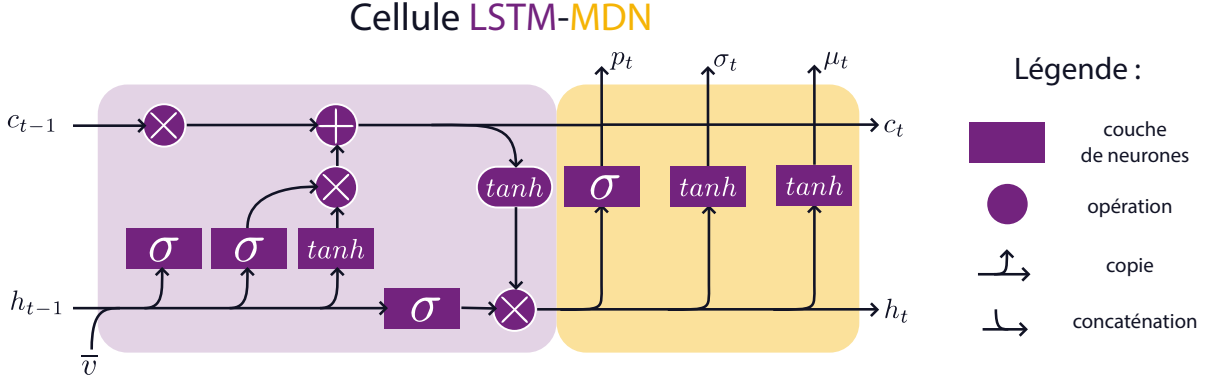 Cellule LSTM-MDN
p_t
σ_t
μ_t
Légende :
c_{t−1}
c_t
couche
de neurones
tanh
σ
tanh
tanh
opération
σ
σ
tanh
copie
h_{t−1}
σ
h_t
concaténation
v̅